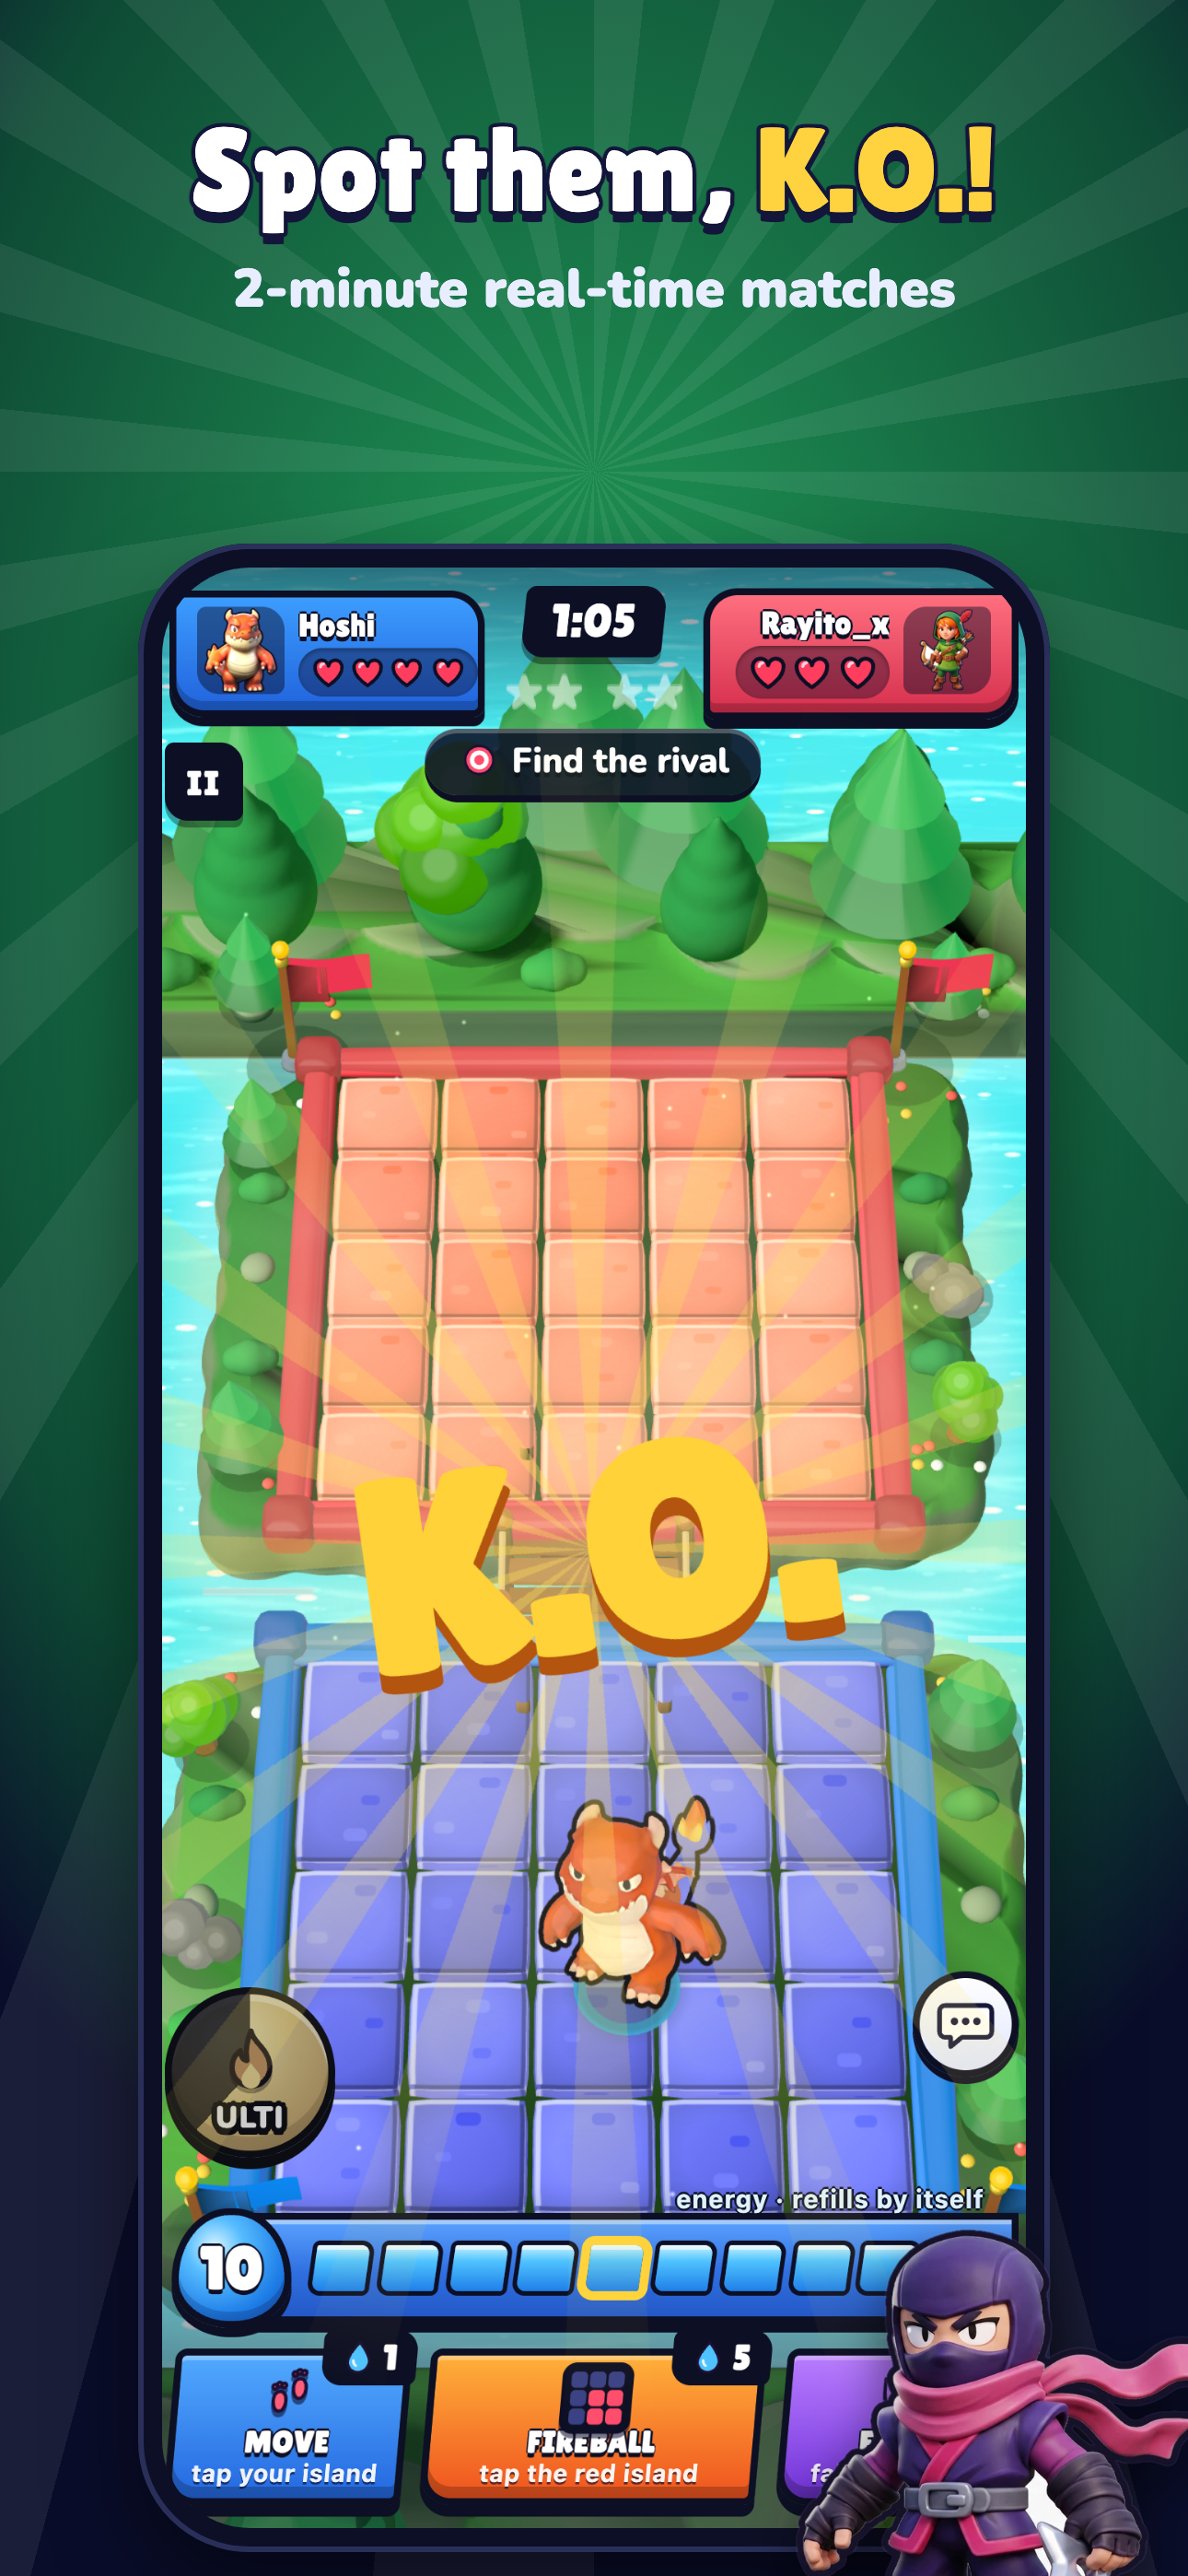 Spot them, K.O.!
2-minute real-time matches
Hoshi
1:05
Rayito_x
Find the rival
K.O.
ULTI
energy · refills by itself
10
1
5
MOVE
FIREBALL
tap your island
tap the red island